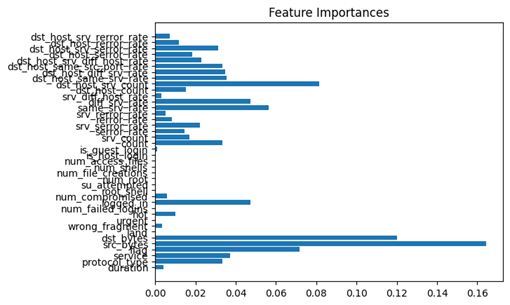 Feature Importances
dst_host_srv_rerror_rate
dst_host_rerror_rate
dst_host_srv_serror_rate
dst_host_serror_rate
dst_host_srv_diff_host_rate
dst_host_same_src_port_rate
dst_host_diff_srv_rate
dst_host_same_srv_rate
dst_host_srv_count
dst_host_count
srv_diff_host_rate
diff_srv_rate
same_srv_rate
srv_rerror_rate
rerror_rate
srv_serror_rate
serror_rate
srv_count
count
is_guest_login
is_host_login
num_access_files
num_shells
num_file_creations
num_root
su_attempted
root_shell
num_compromised
logged_in
num_failed_logins
hot
urgent
wrong_fragment
land
dst_bytes
src_bytes
flag
service
protocol_type
duration
0.00 0.02 0.04 0.06 0.08 0.10 0.12 0.14 0.16